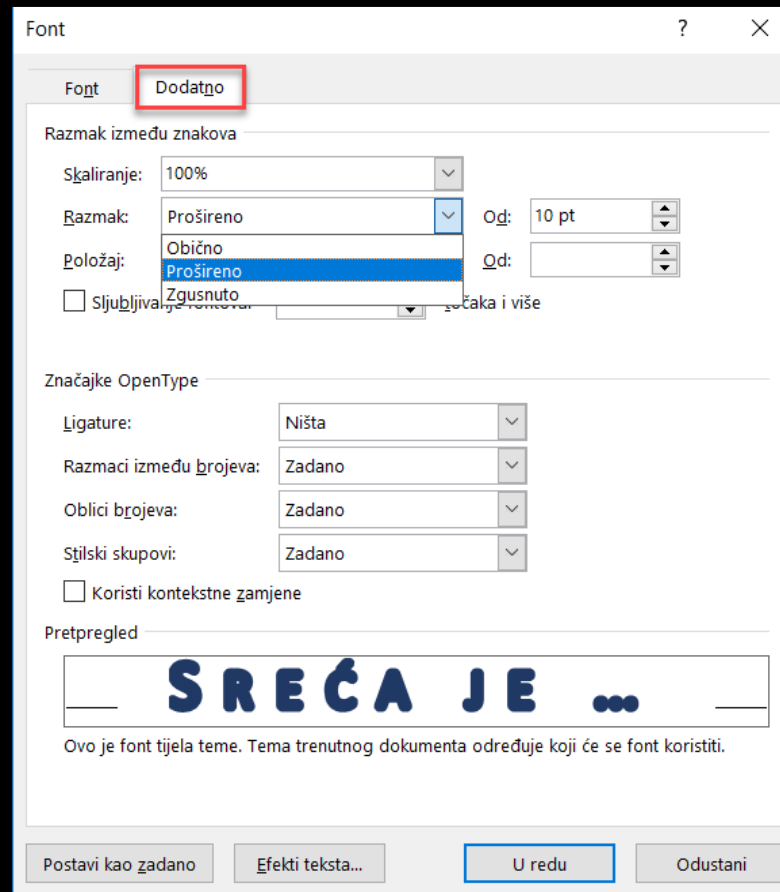 Font ?
Font Dodatno
Razmak između znakova
Skaliranje: 100%
Razmak: Prošireno Od: 10 pt
Obično
Položaj: Od:
Prošireno
Zgusnuto
Sljubljivanje fontova: točaka i više
Značajke OpenType
Ligature: Ništa
Razmaci između brojeva: Zadano
Oblici brojeva: Zadano
Stilski skupovi: Zadano
Koristi kontekstne zamjene
Pretpregled
SREĆA JE ...
Ovo je font tijela teme. Tema trenutnog dokumenta određuje koji će se font koristiti.
Postavi kao zadano Efekti teksta... U redu Odustani